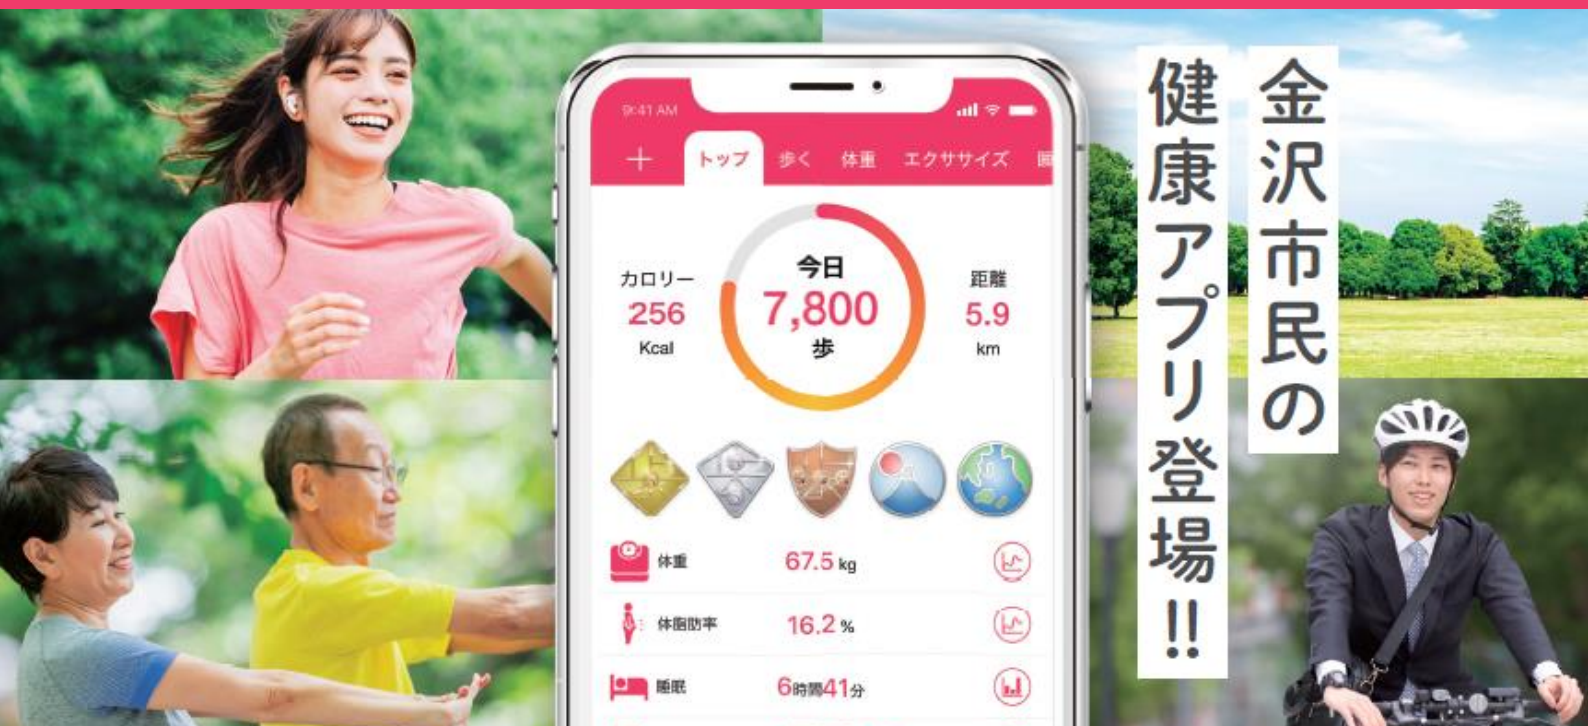 金沢市民の
健康アプリ登場!!
9:41 AM
トップ 歩く 体重 エクササイズ
カロリー
256
Kcal
今日
7,800
歩
距離
5.9
km
体重 67.5 kg
体脂肪率 16.2 %
睡眠 6時間41分